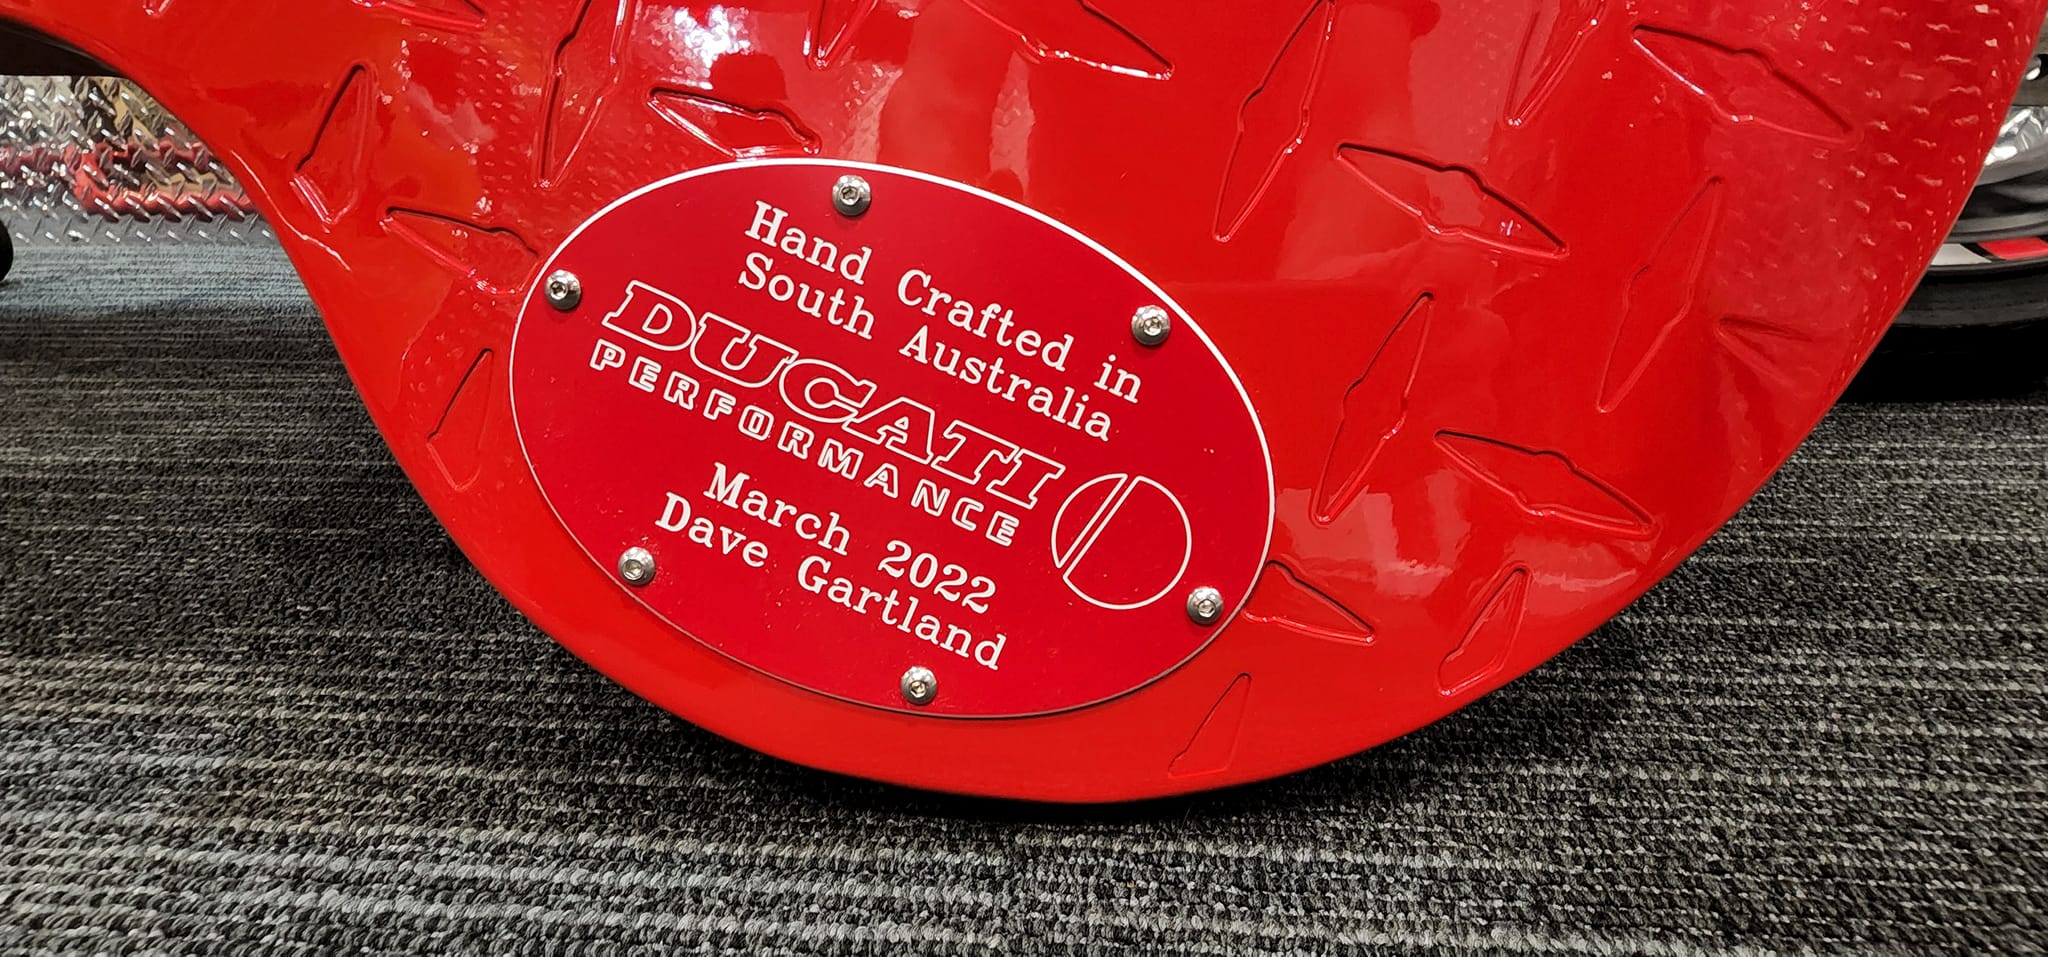 Hand Crafted in
South Australia
DUCATI
PERFORMANCE
March 2022
Dave Gartland